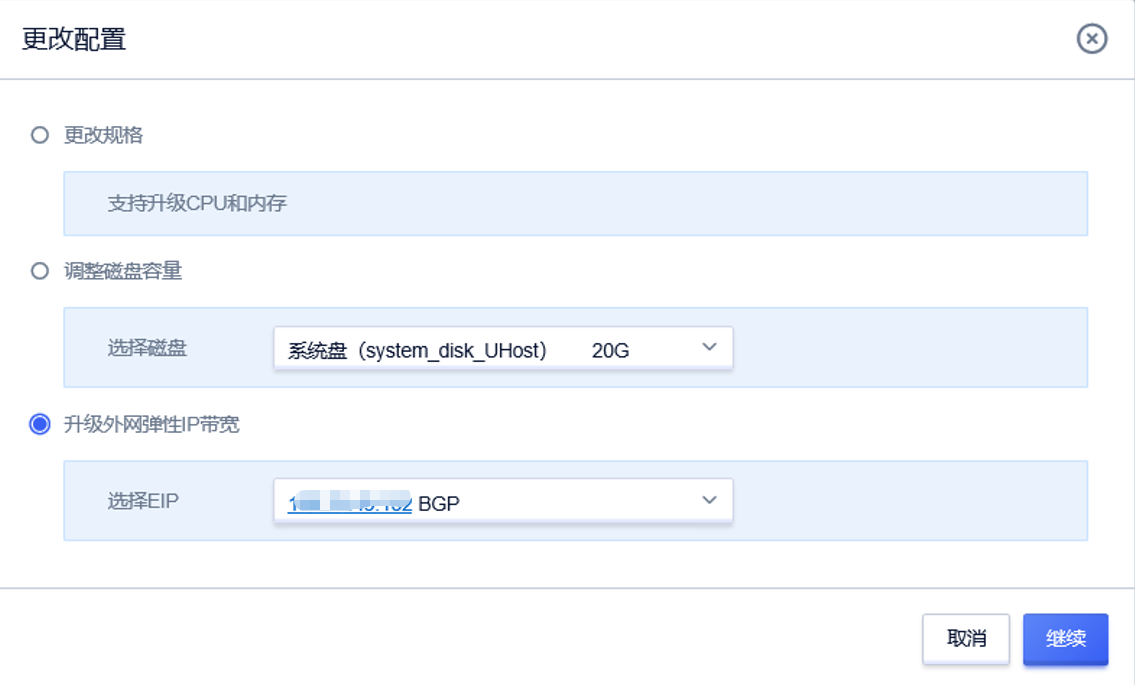 更改配置
更改规格
支持升级CPU和内存
调整磁盘容量
选择磁盘 系统盘（system_disk_UHost） 20G
升级外网弹性IP带宽
选择EIP BGP
取消 继续